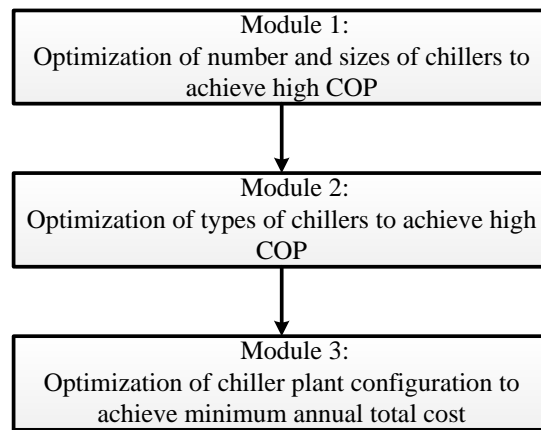 Module 1:
Optimization of number and sizes of chillers to
achieve high COP
Module 2:
Optimization of types of chillers to achieve high
COP
Module 3:
Optimization of chiller plant configuration to
achieve minimum annual total cost